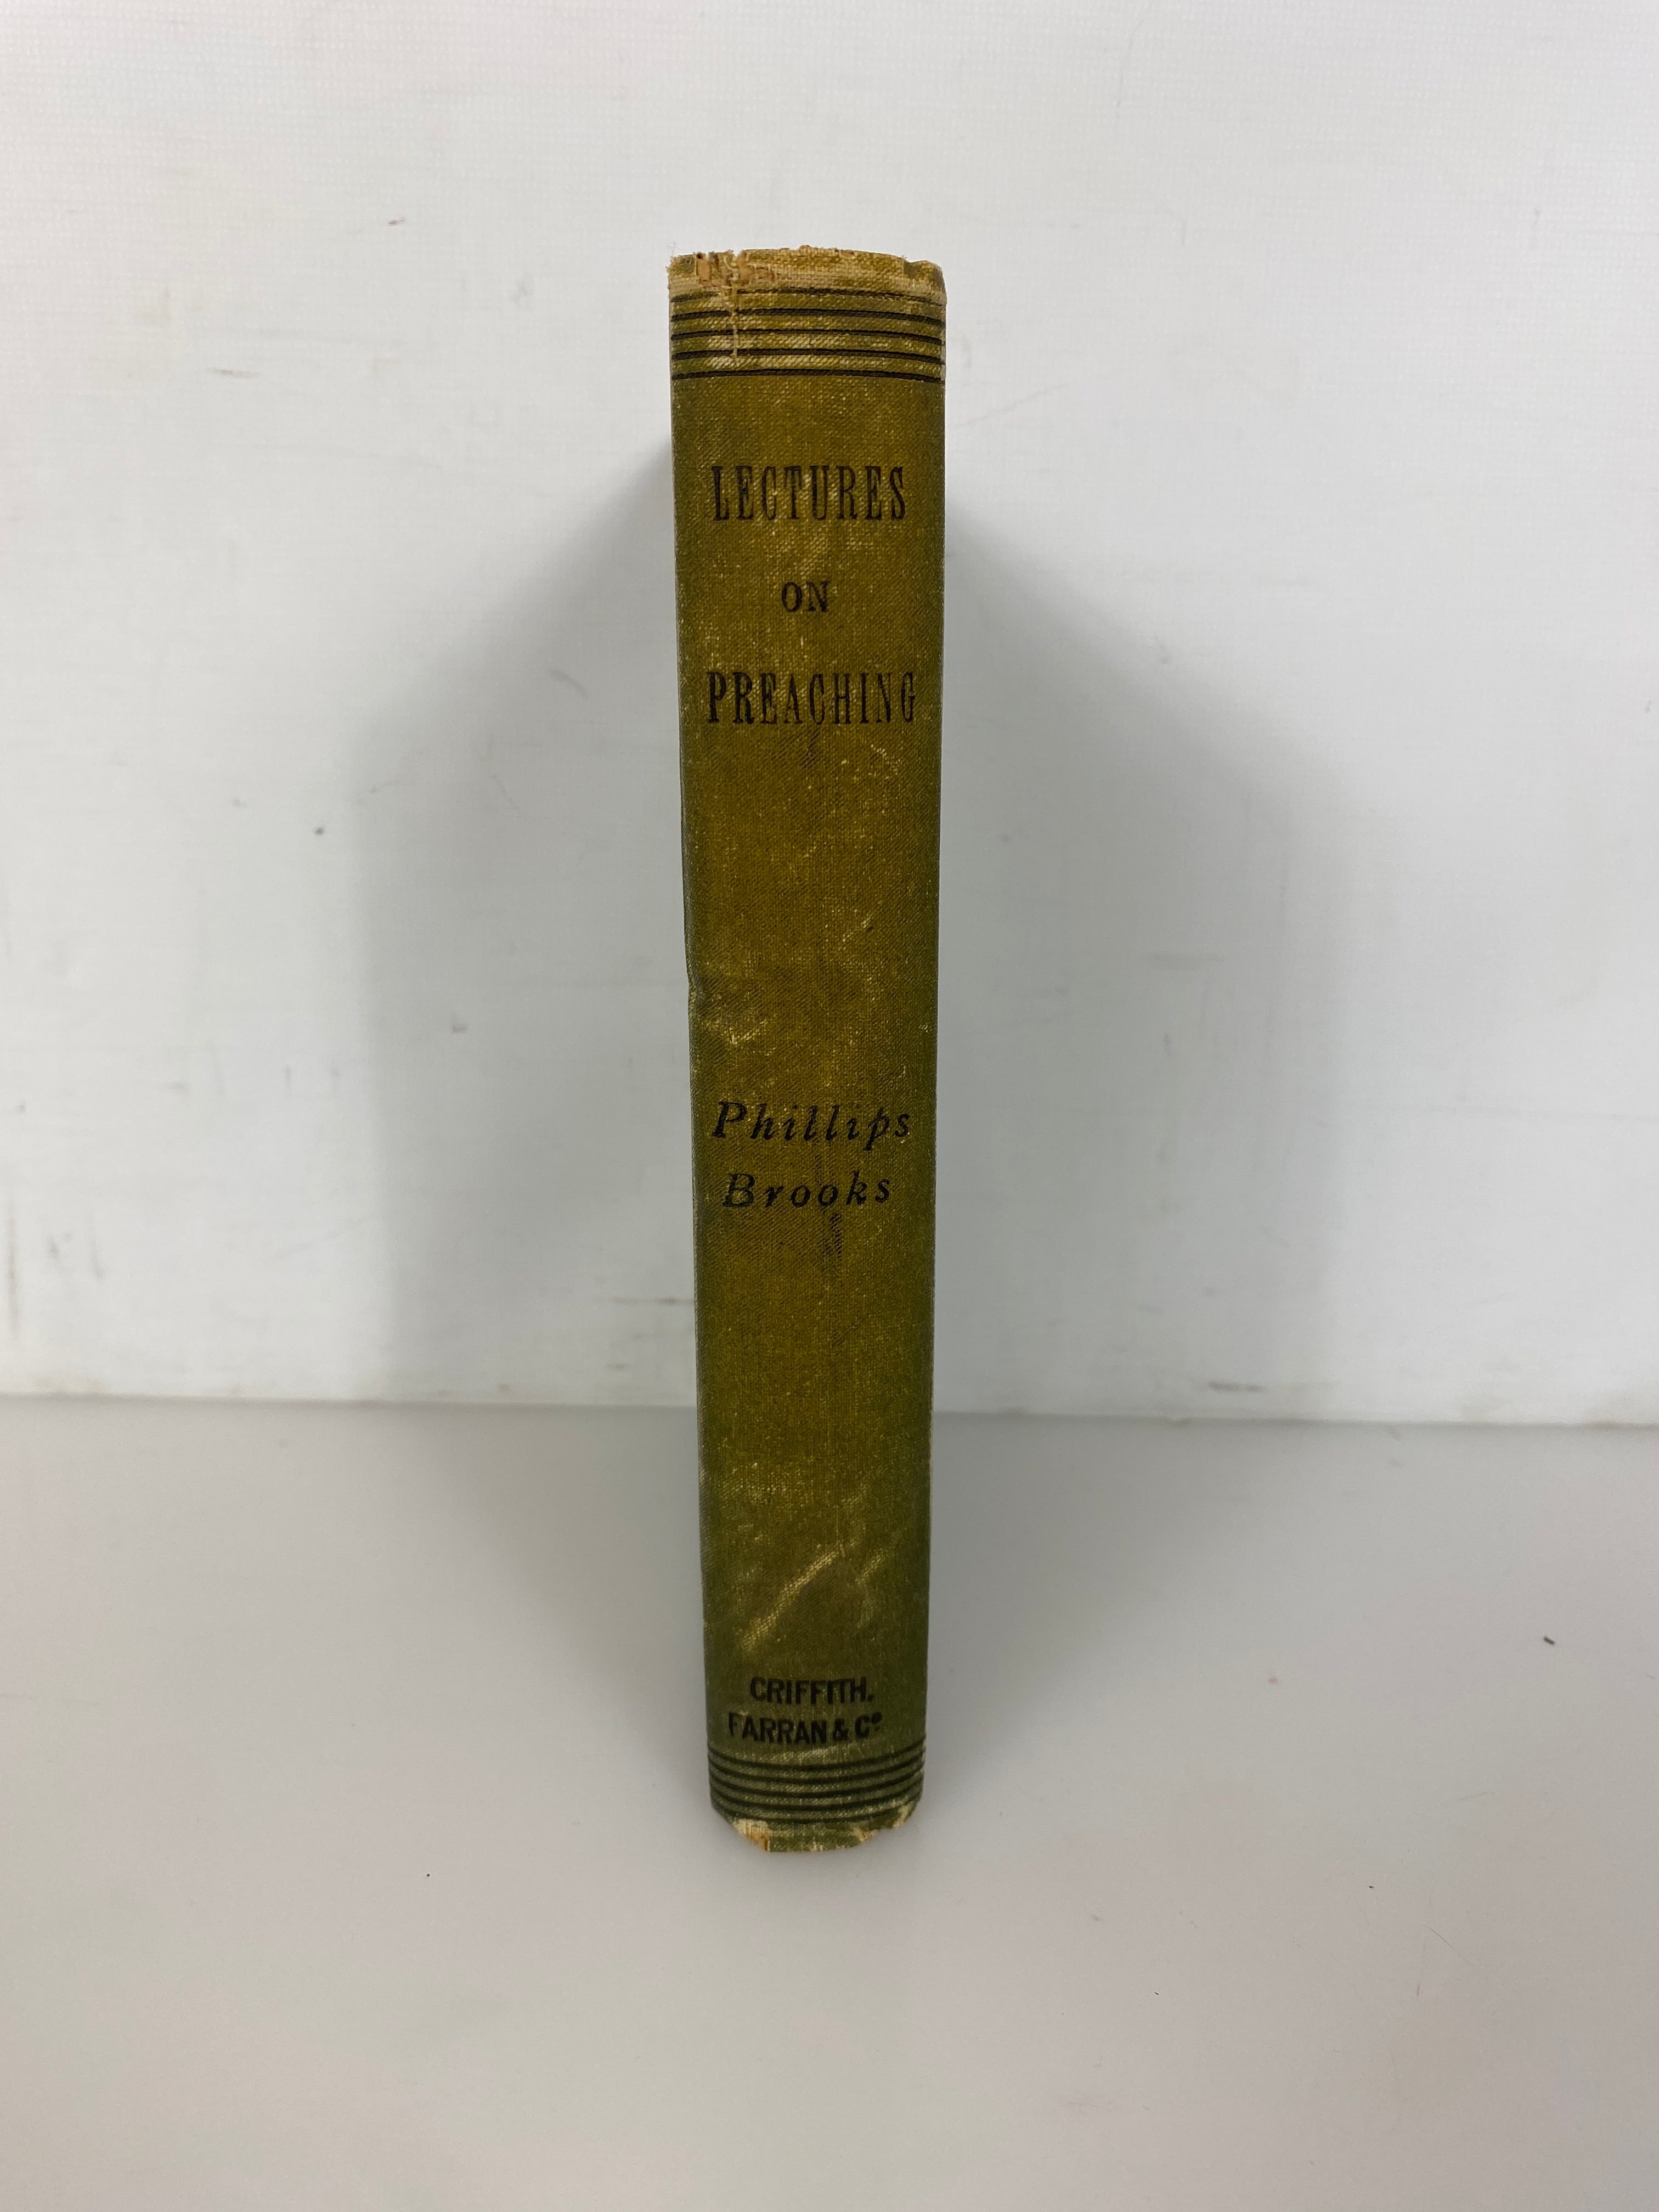 LECTURES
ON
PREACHING
Phillips
Brooks
GRIFFITH,
FARRAN & Co